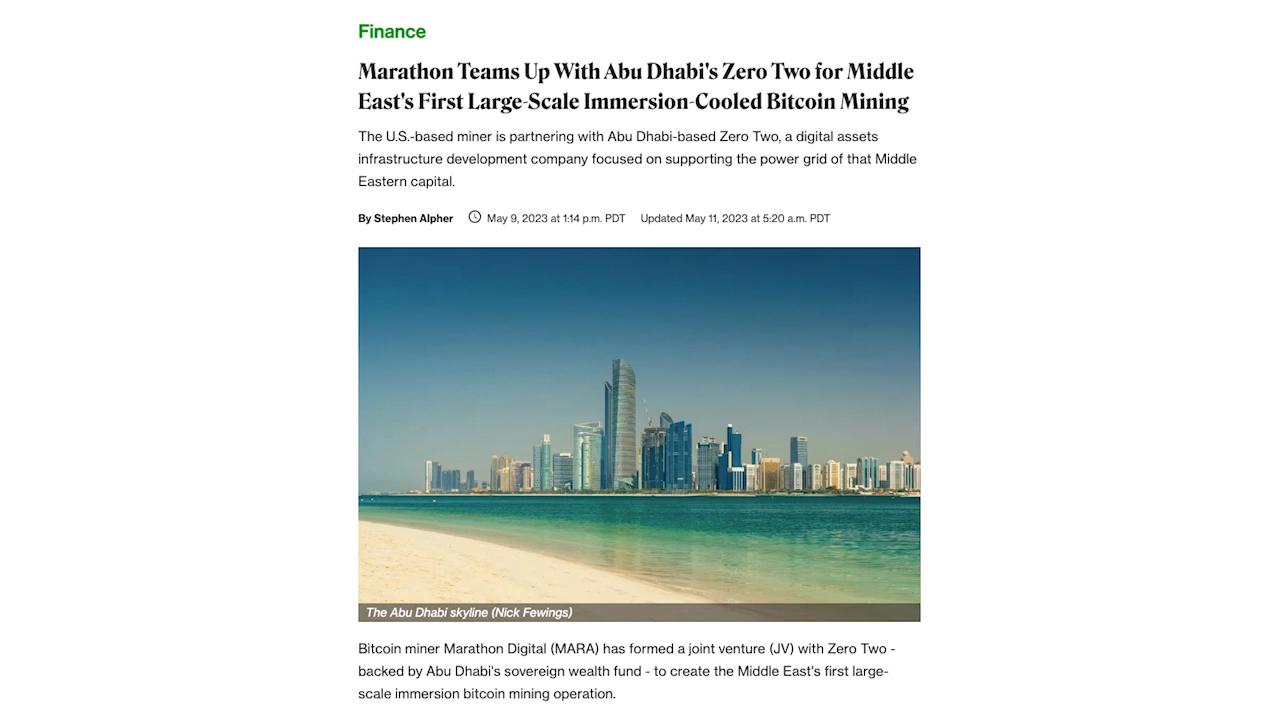 Finance
Marathon Teams Up With Abu Dhabi's Zero Two for Middle
East's First Large-Scale Immersion-Cooled Bitcoin Mining
The U.S.-based miner is partnering with Abu Dhabi-based Zero Two, a digital assets
infrastructure development company focused on supporting the power grid of that Middle
Eastern capital.
By Stephen Alpher May 9, 2023 at 1:14 p.m. PDT Updated May 11, 2023 at 5:20 a.m. PDT
The Abu Dhabi skyline (Nick Fewings)
Bitcoin miner Marathon Digital (MARA) has formed a joint venture (JV) with Zero Two -
backed by Abu Dhabi's sovereign wealth fund - to create the Middle East's first large-
scale immersion bitcoin mining operation.